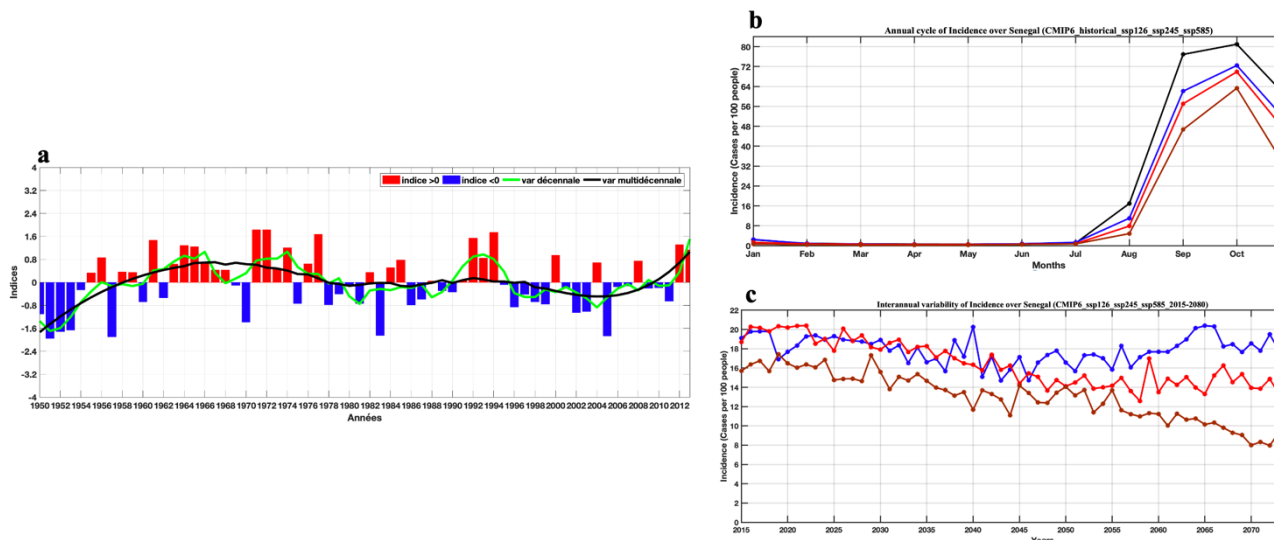 a
4
3.2
2.4
1.6
0.8
0
-0.8
-1.6
-2.4
-3.2
-4
Indices
indice >0 indice <0 var décennale var multidécennale
1950 1952 1954 1956 1958 1960 1962 1964 1966 1968 1970 1972 1974 1976 1978 1980 1982 1984 1986 1988 1990 1992 1994 1996 1998 2000 2002 2004 2006 2008 2010 2012
Années
b
Annual cycle of Incidence over Senegal (CMIP6_historical_ssp126_ssp245_ssp585)
80
72
64
56
48
40
32
24
16
8
0
Incidence (Cases per 100 people)
Jan Feb Mar Apr May Jun Jul Aug Sep Oct
Months
c
Interannual variability of Incidence over Senegal (CMIP6_ssp126_ssp245_ssp585_2015-2080)
22
20
18
16
14
12
10
8
6
4
2
0
Incidence (Cases per 100 people)
2015 2020 2025 2030 2035 2040 2045 2050 2055 2060 2065 2070
Years